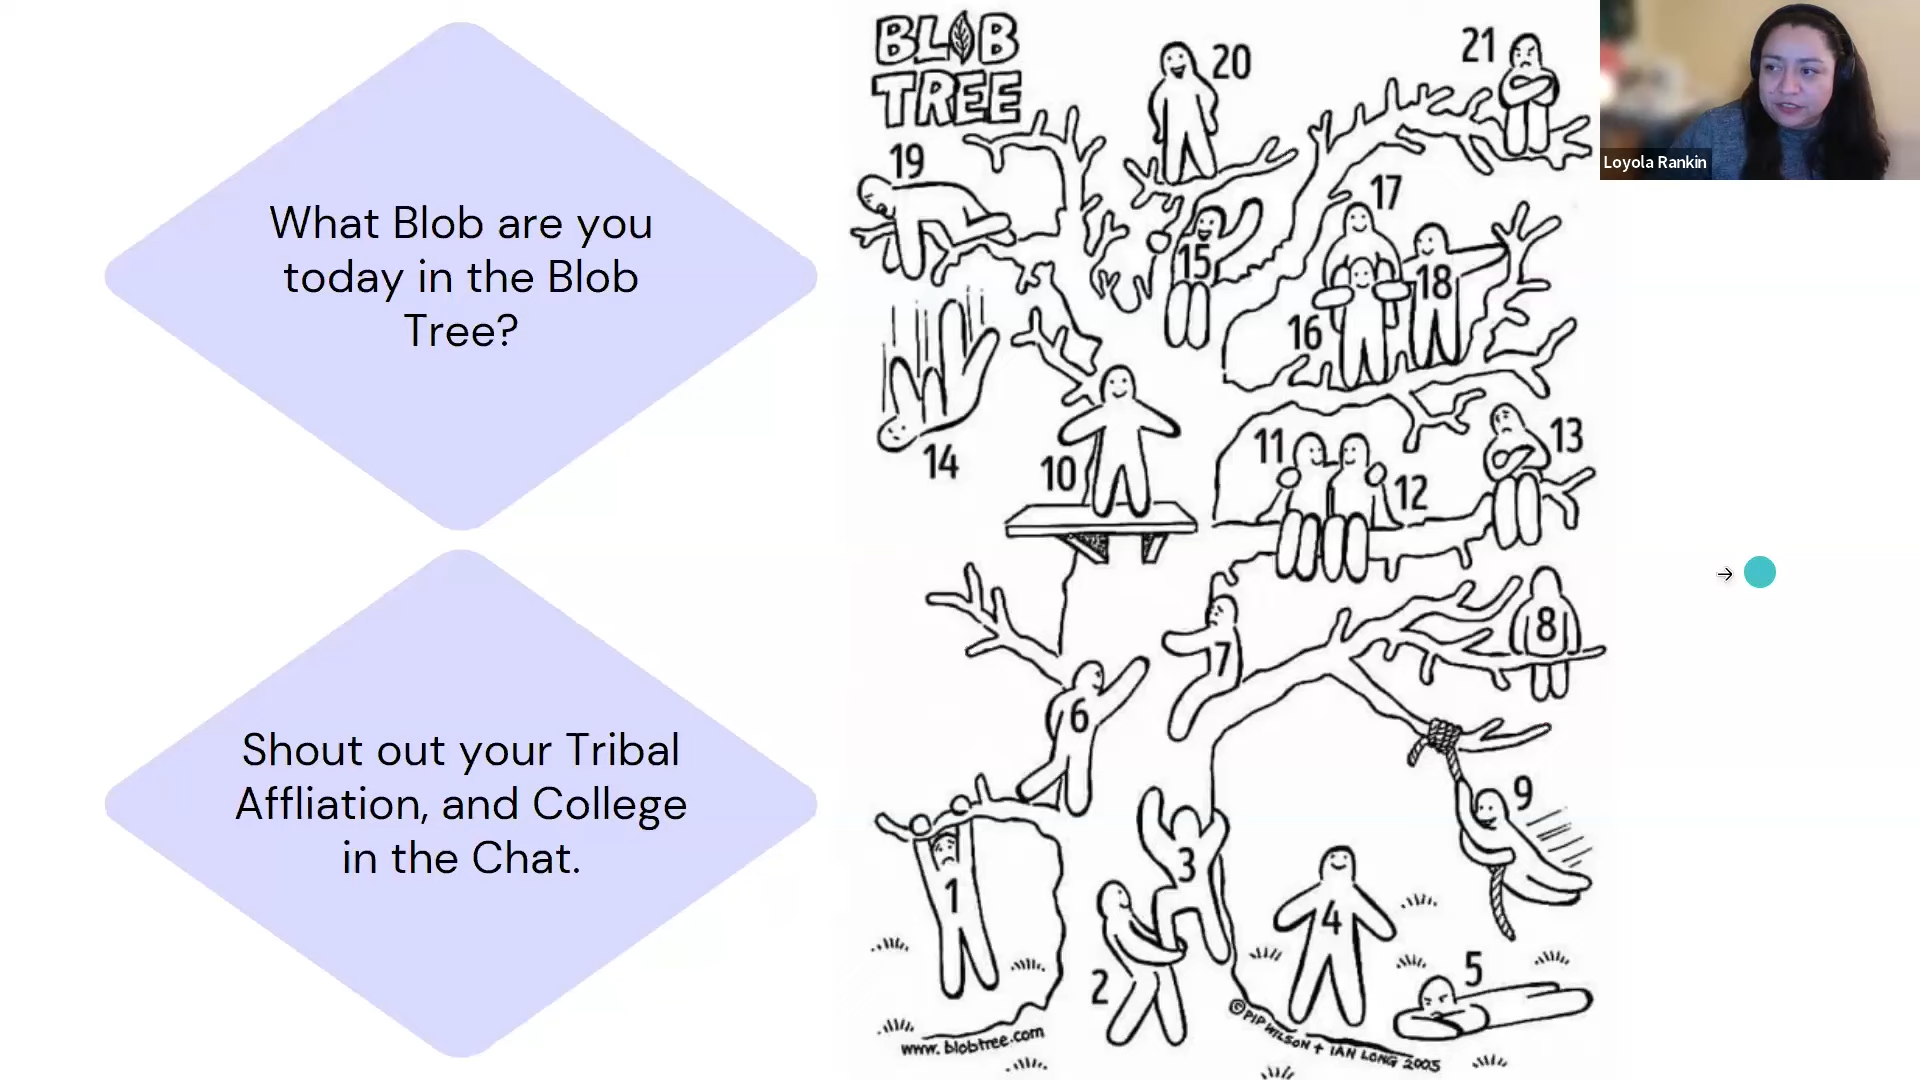 What Blob are you
today in the Blob
Tree?
Shout out your Tribal
Affliation, and College
in the Chat.
BLOB
TREE
20
21
19
17
15
18
16
14
10
11
12
13
8
7
6
9
1
3
4
2
5
www.blobtree.com
© PIP WILSON + IAN LONG 2005
Loyola Rankin